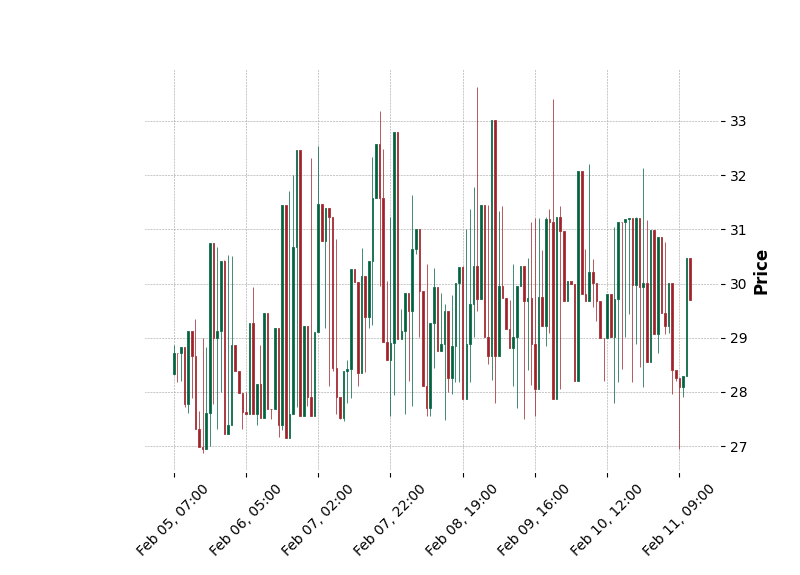 33
32
31
30
29
28
27
Price
Feb 05, 07:00
Feb 06, 05:00
Feb 07, 02:00
Feb 07, 22:00
Feb 08, 19:00
Feb 09, 16:00
Feb 10, 12:00
Feb 11, 09:00